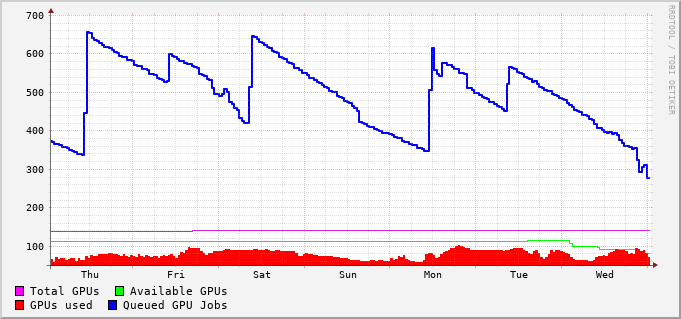 700
600
500
400
300
200
100
Thu Fri Sat Sun Mon Tue Wed
Total GPUs Available GPUs
GPUs used Queued GPU Jobs
RRDTOOL / TOBI OETIKER